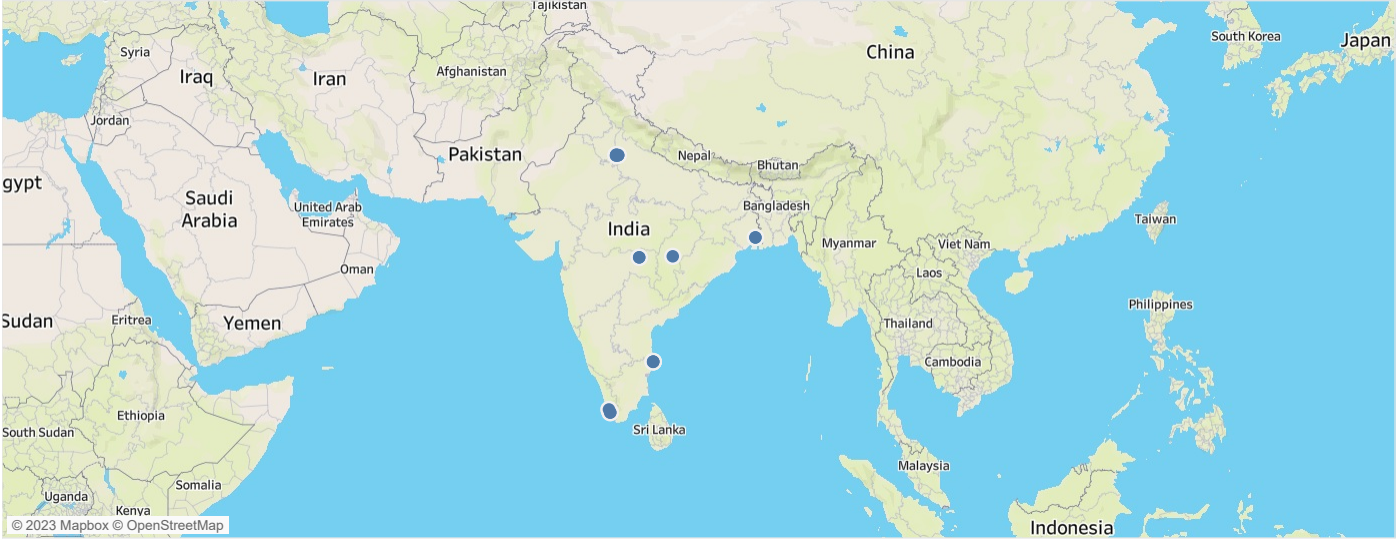 Tajikistan
South Korea
Japan
China
Syria
Iraq
Iran
Afghanistan
Jordan
Pakistan
Nepal
Bhutan
gypt
Saudi
Arabia
United Arab
Emirates
Bangladesh
Taiwan
India
Myanmar
Viet Nam
Oman
Laos
Philippines
Sudan
Eritrea
Yemen
Thailand
Cambodia
Ethiopia
South Sudan
Sri Lanka
Malaysia
Somalia
Uganda
Kenya
© 2023 Mapbox © OpenStreetMap
Indonesia